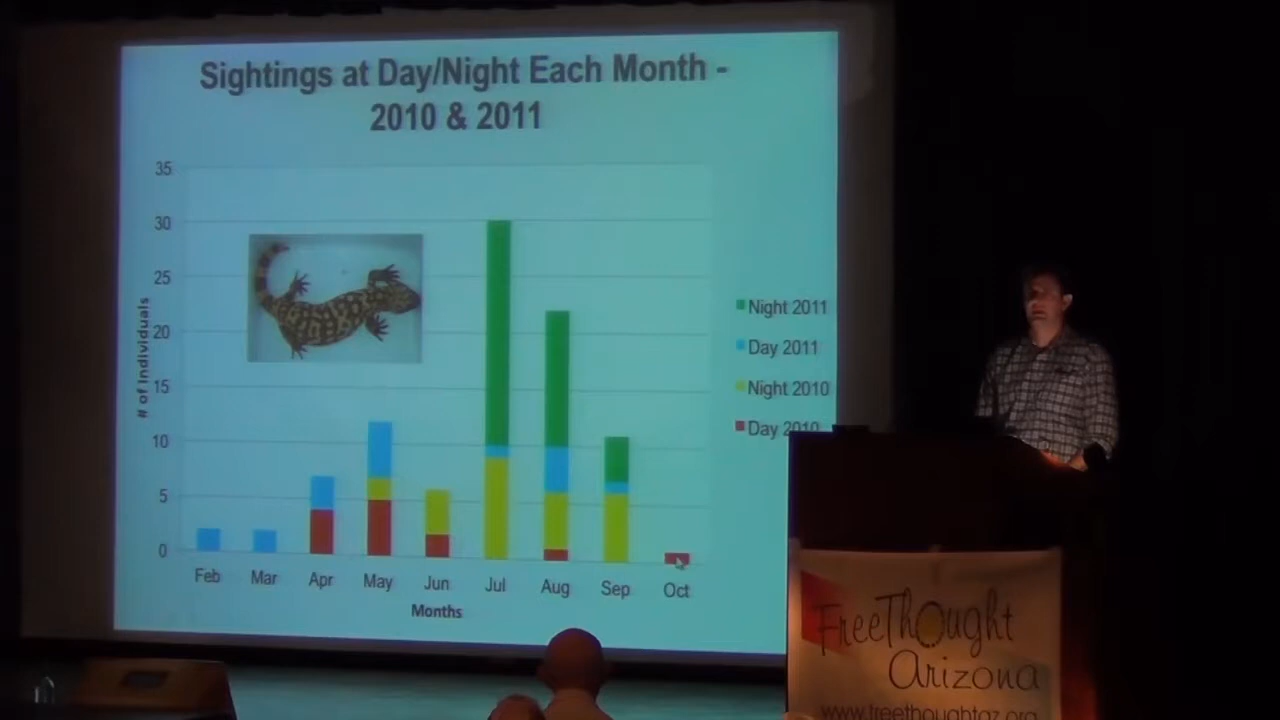 Sightings at Day/Night Each Month -
2010 & 2011
35
30
25
20
15
10
5
0
# of Individuals
Feb Mar Apr May Jun Jul Aug Sep Oct
Months
Night 2011
Day 2011
Night 2010
Day 2010
FreeThought
Arizona
www.freethoughtaz.org